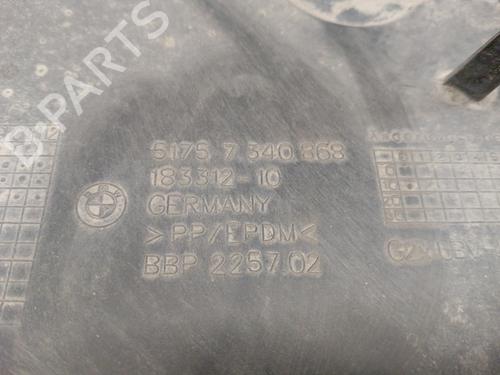 B-PARTS
5175 7 340 868
183312-10
GERMANY
>PP/EPDM<
BBP 2257.02